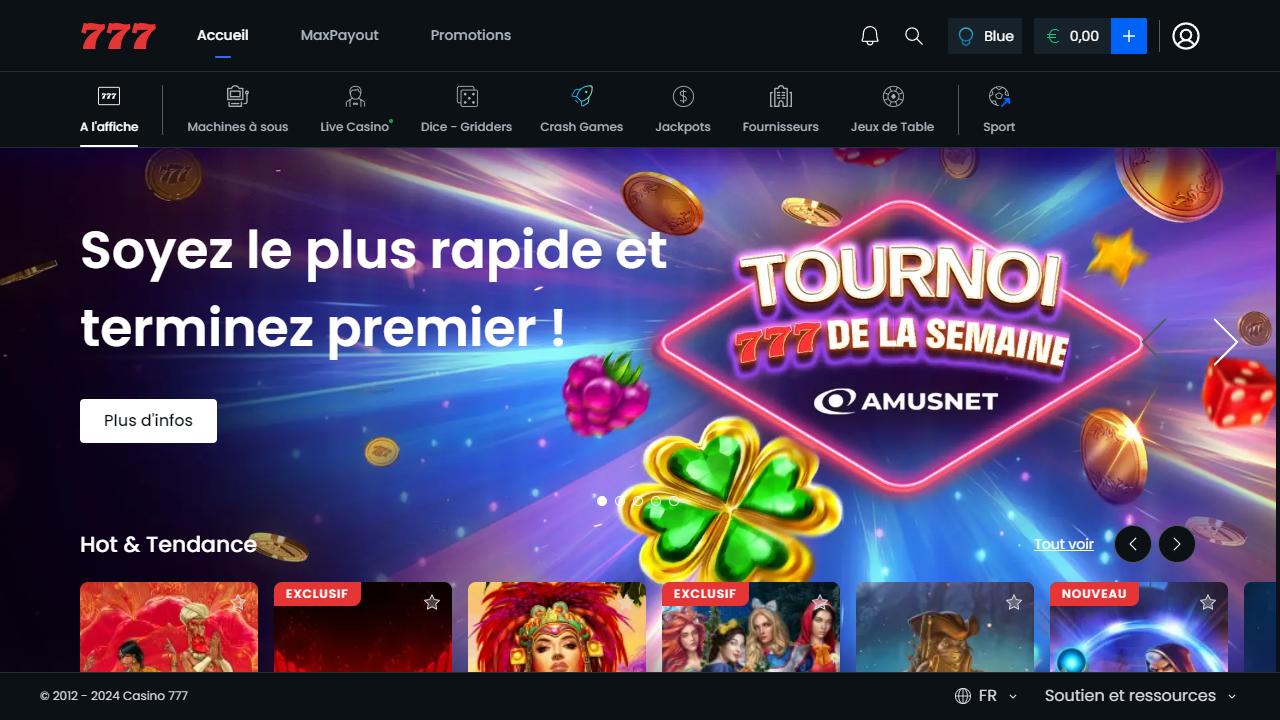 777
Accueil
MaxPayout
Promotions
Blue
€ 0,00
+
777
A l'affiche
Machines à sous
Live Casino
Dice - Gridders
Crash Games
Jackpots
Fournisseurs
Jeux de Table
Sport
Soyez le plus rapide et
terminez premier !
Plus d'infos
TOURNOI
777 DE LA SEMAINE
AMUSNET
Hot & Tendance
Tout voir
EXCLUSIF
EXCLUSIF
NOUVEAU
© 2012 - 2024 Casino 777
FR
Soutien et ressources